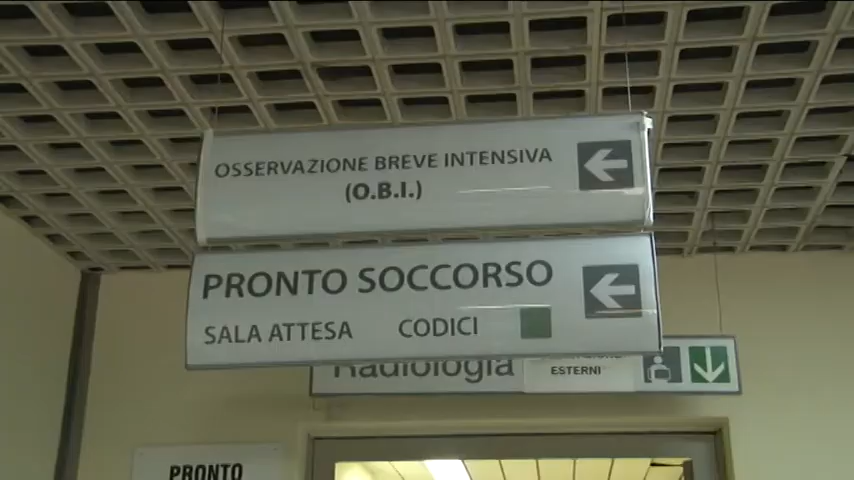 OSSERVAZIONE BREVE INTENSIVA
(O.B.I.)
PRONTO SOCCORSO
SALA ATTESA CODICI
Radiologia
ESTERNI
PRONTO